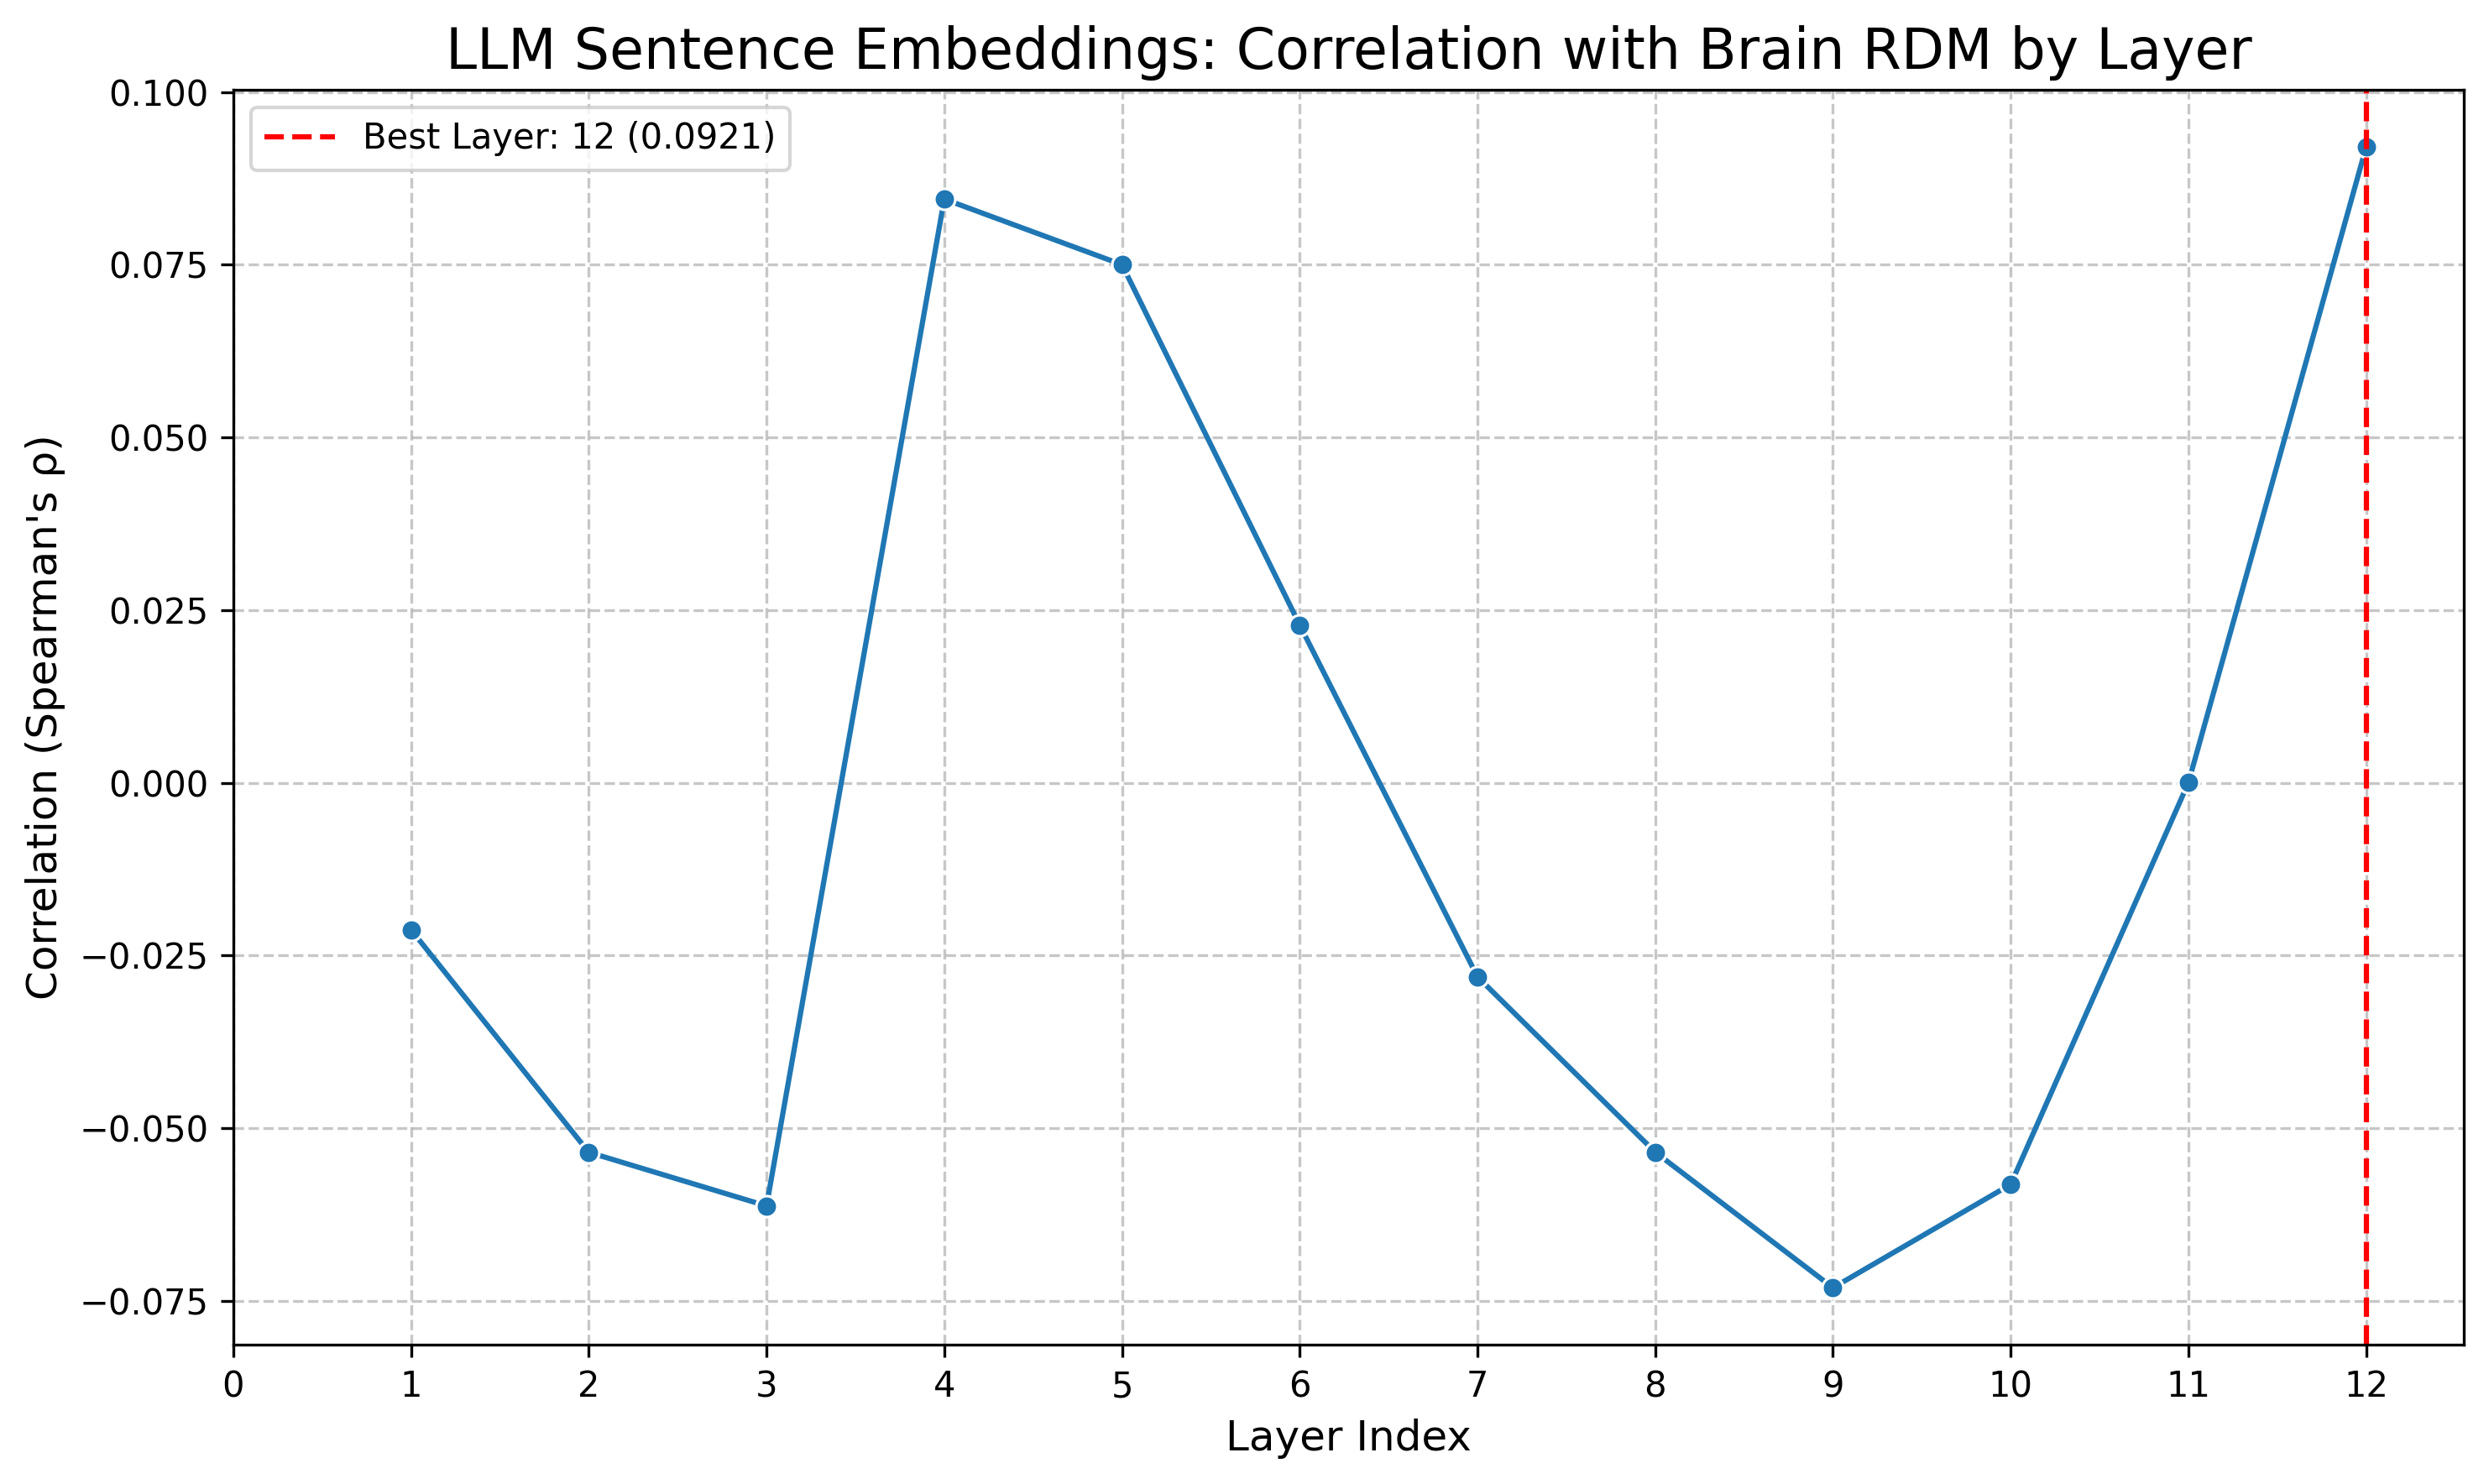 LLM Sentence Embeddings: Correlation with Brain RDM by Layer
Best Layer: 12 (0.0921)
Correlation (Spearman's ρ)
0.100
0.075
0.050
0.025
0.000
−0.025
−0.050
−0.075
0 1 2 3 4 5 6 7 8 9 10 11 12
Layer Index